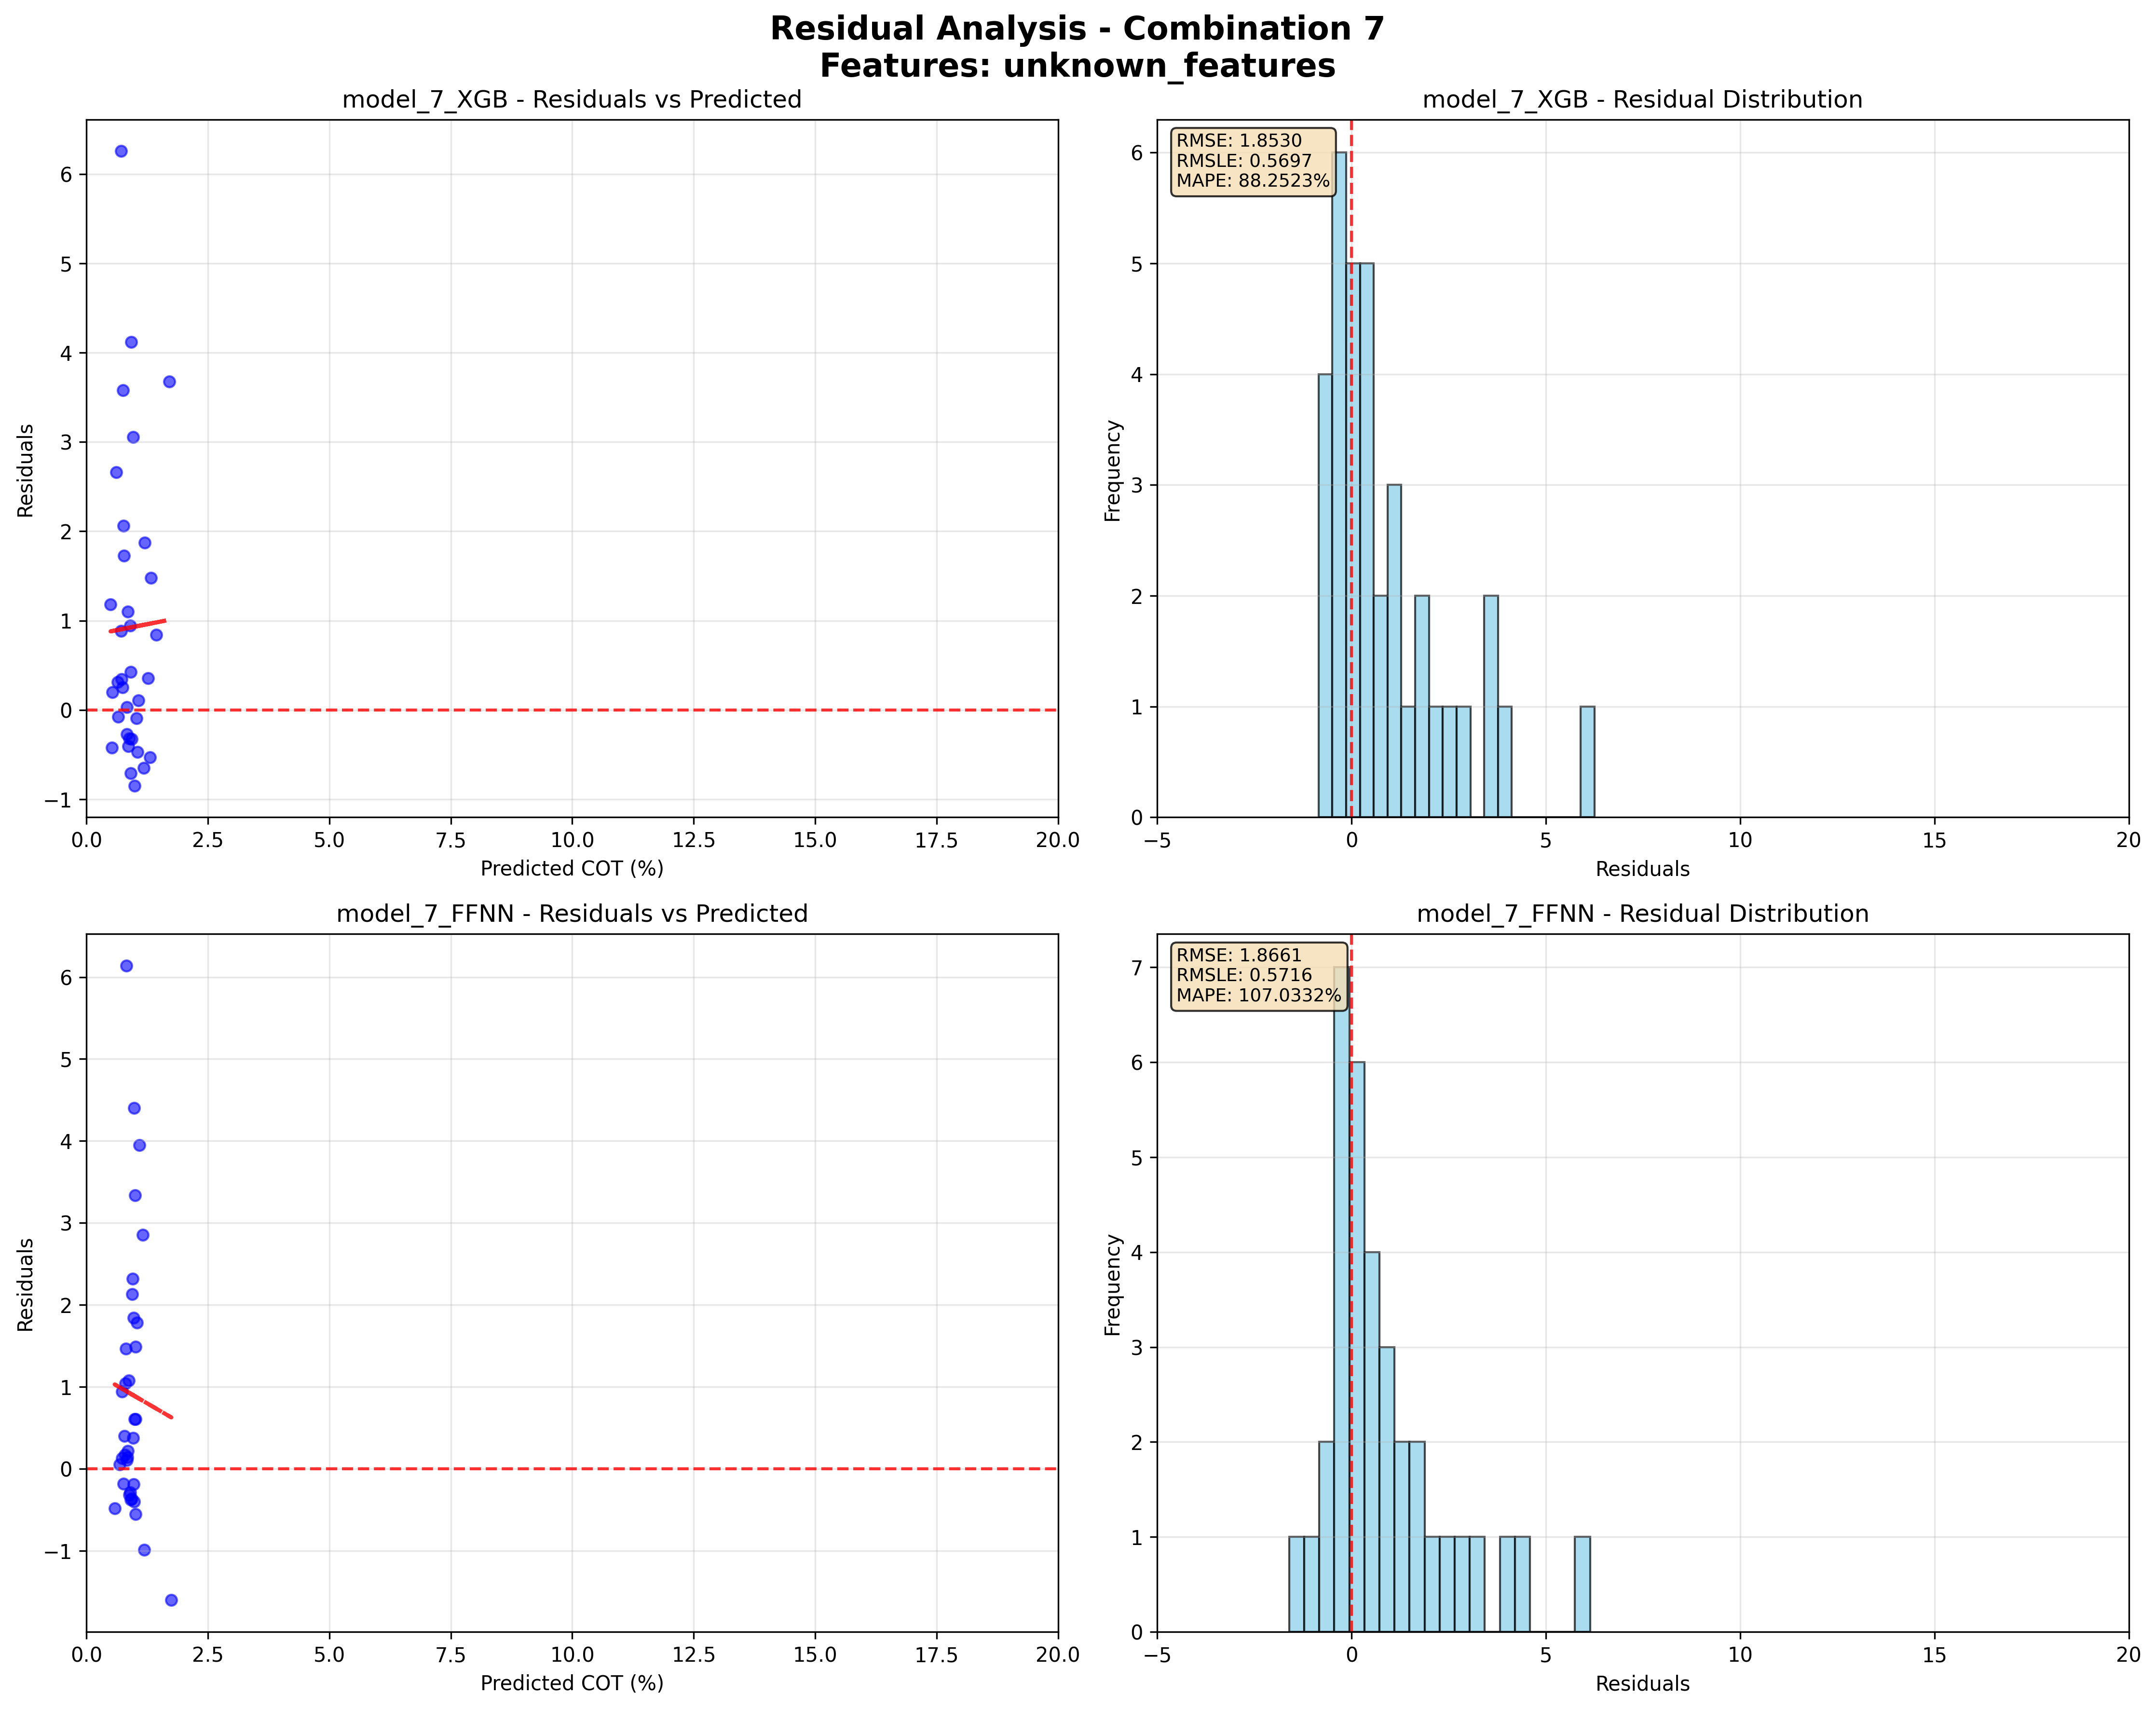 Residual Analysis - Combination 7
Features: unknown_features
model_7_XGB - Residuals vs Predicted
6
5
4
3
2
1
0
−1
Residuals
0.0 2.5 5.0 7.5 10.0 12.5 15.0 17.5 20.0
Predicted COT (%)
model_7_XGB - Residual Distribution
RMSE: 1.8530
RMSLE: 0.5697
MAPE: 88.2523%
6
5
4
3
2
1
0
Frequency
−5 0 5 10 15 20
Residuals
model_7_FFNN - Residuals vs Predicted
6
5
4
3
2
1
0
−1
Residuals
0.0 2.5 5.0 7.5 10.0 12.5 15.0 17.5 20.0
Predicted COT (%)
model_7_FFNN - Residual Distribution
RMSE: 1.8661
RMSLE: 0.5716
MAPE: 107.0332%
7
6
5
4
3
2
1
0
Frequency
−5 0 5 10 15 20
Residuals